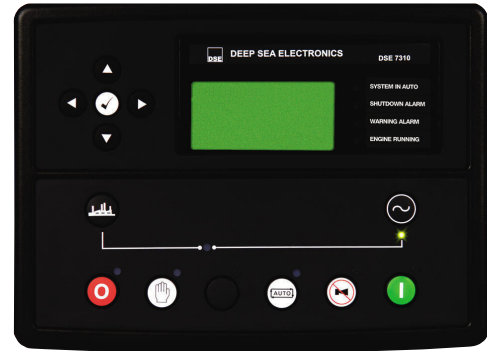 DSE
DEEP SEA ELECTRONICS
DSE 7310
SYSTEM IN AUTO
SHUTDOWN ALARM
WARNING ALARM
ENGINE RUNNING
O
AUTO
I